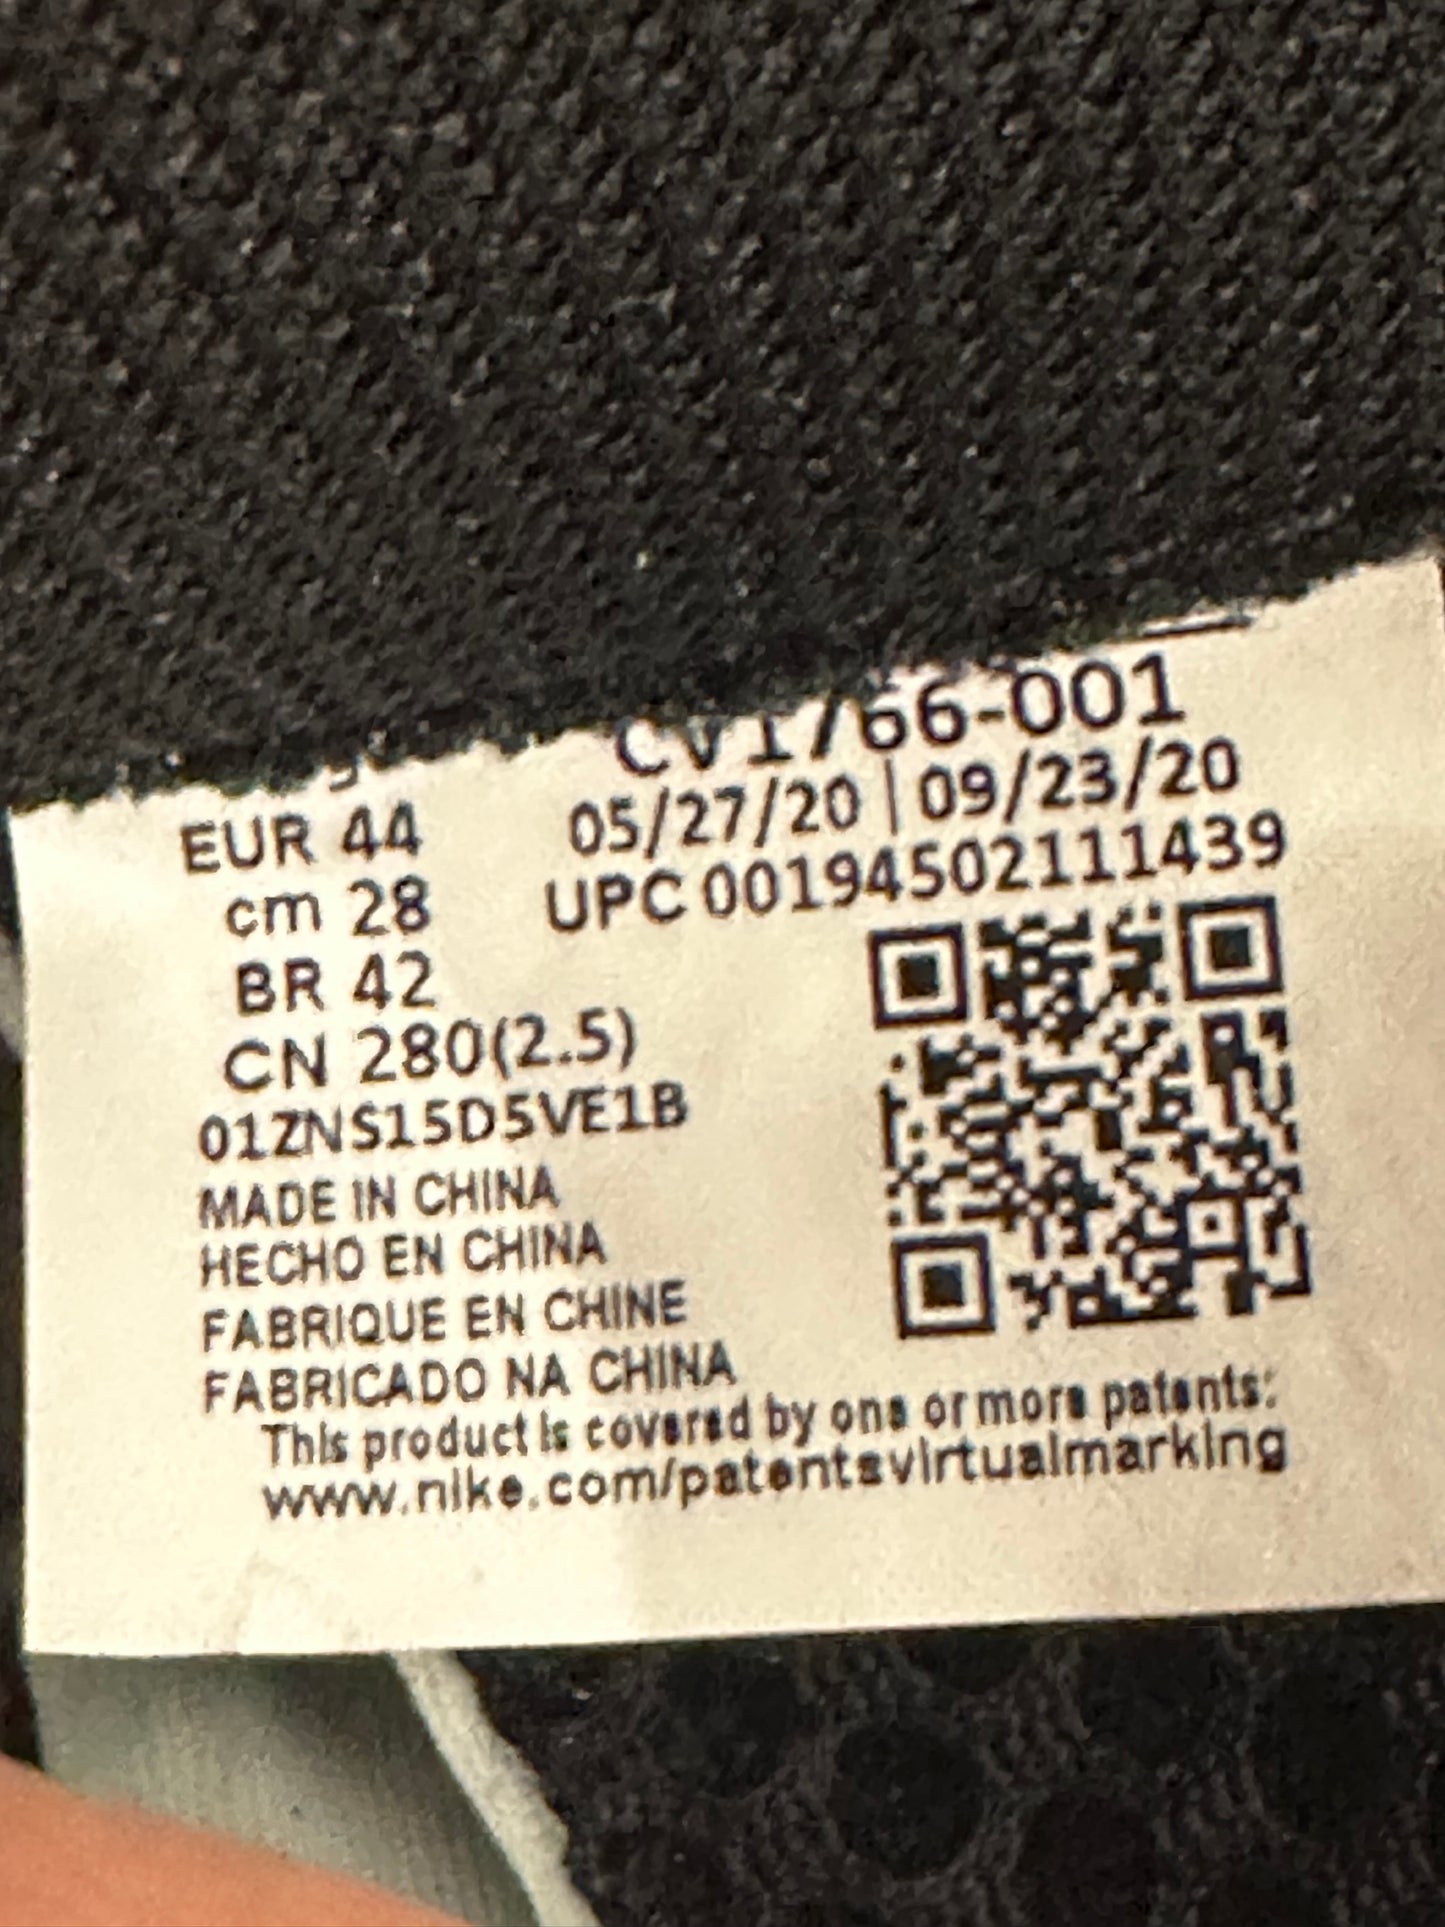 CV1766-001
EUR 44
05/27/20 | 09/23/20
cm 28
UPC 00194502111439
BR 42
CN 280(2.5)
01ZNS15D5VE1B
MADE IN CHINA
HECHO EN CHINA
FABRIQUE EN CHINE
FABRICADO NA CHINA
This product is covered by one or more patents:
www.nike.com/patentsvirtualmarking